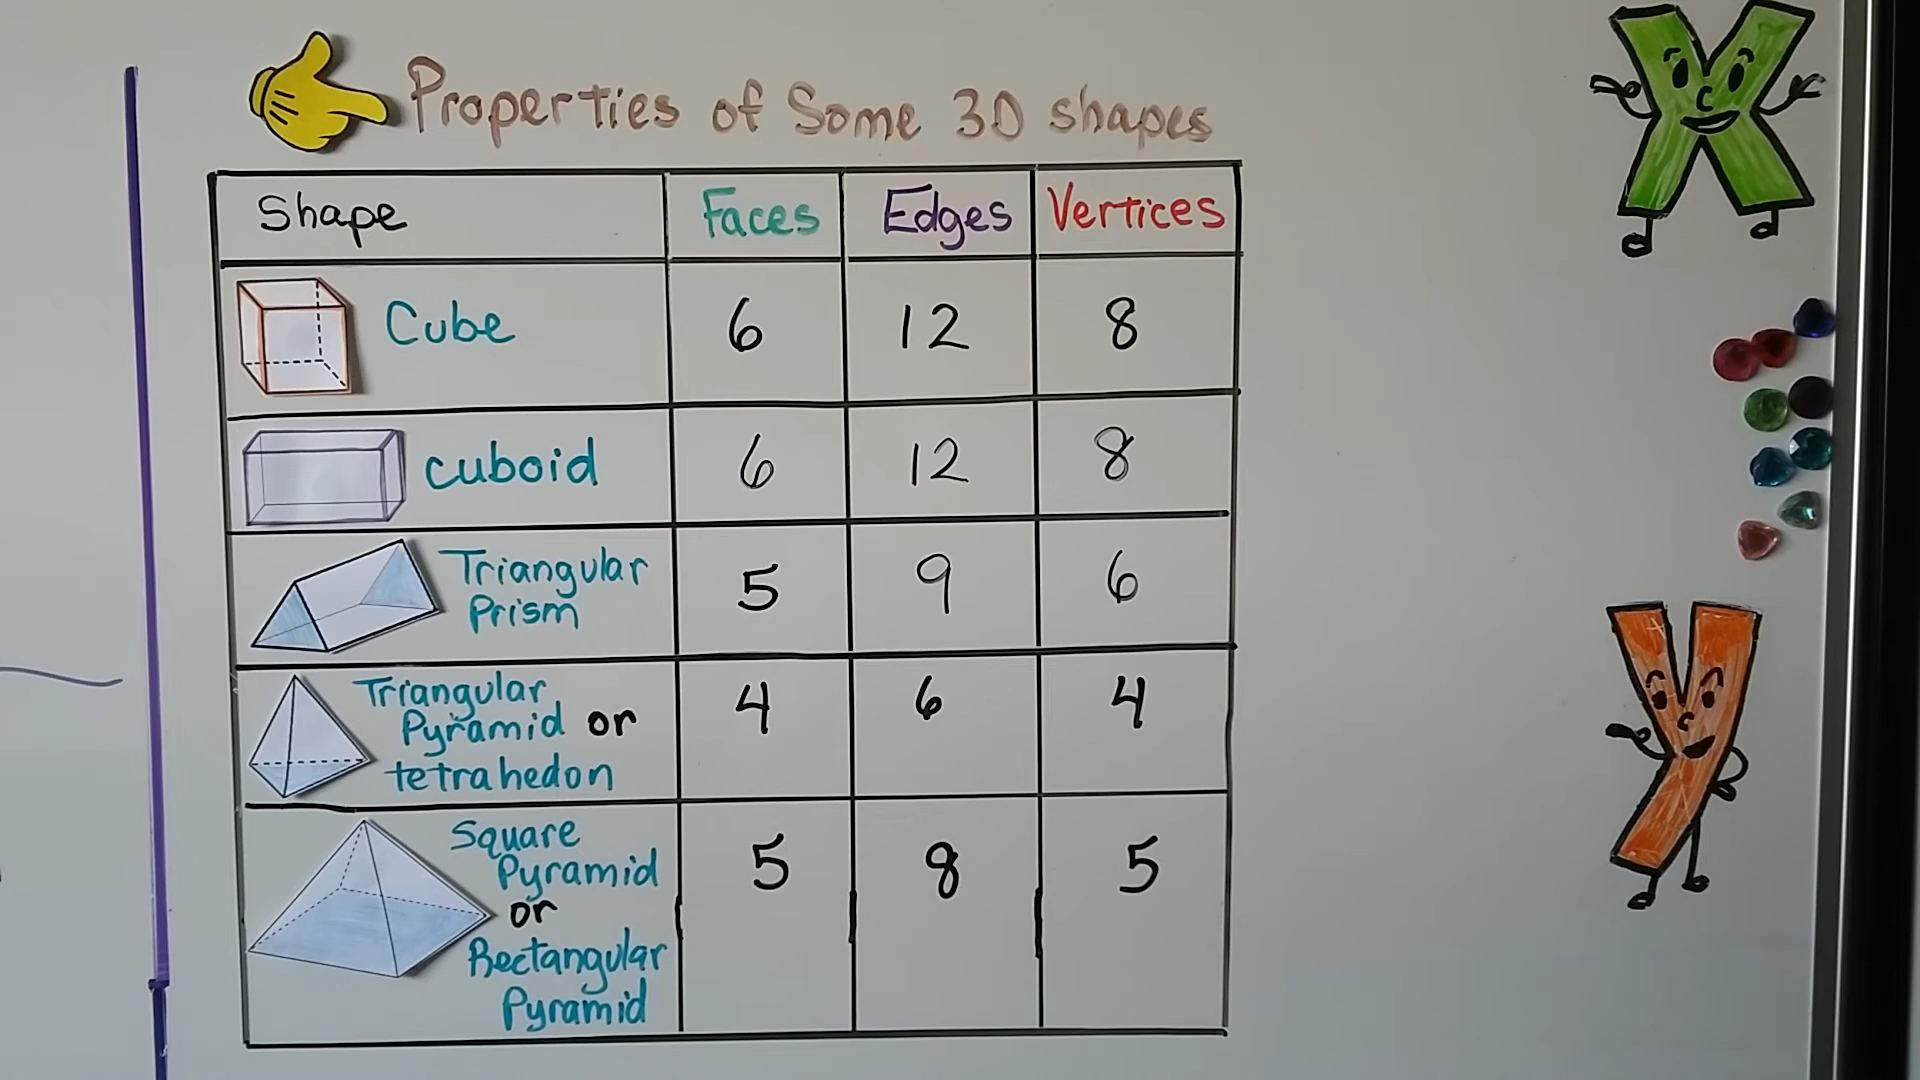 Properties of Some 3D shapes
Shape Faces Edges Vertices
Cube 6 12 8
cuboid 6 12 8
Triangular
Prism 5 9 6
Triangular
Pyramid or
tetrahedon 4 6 4
Square
Pyramid
or
Rectangular
Pyramid 5 8 5
X
Y